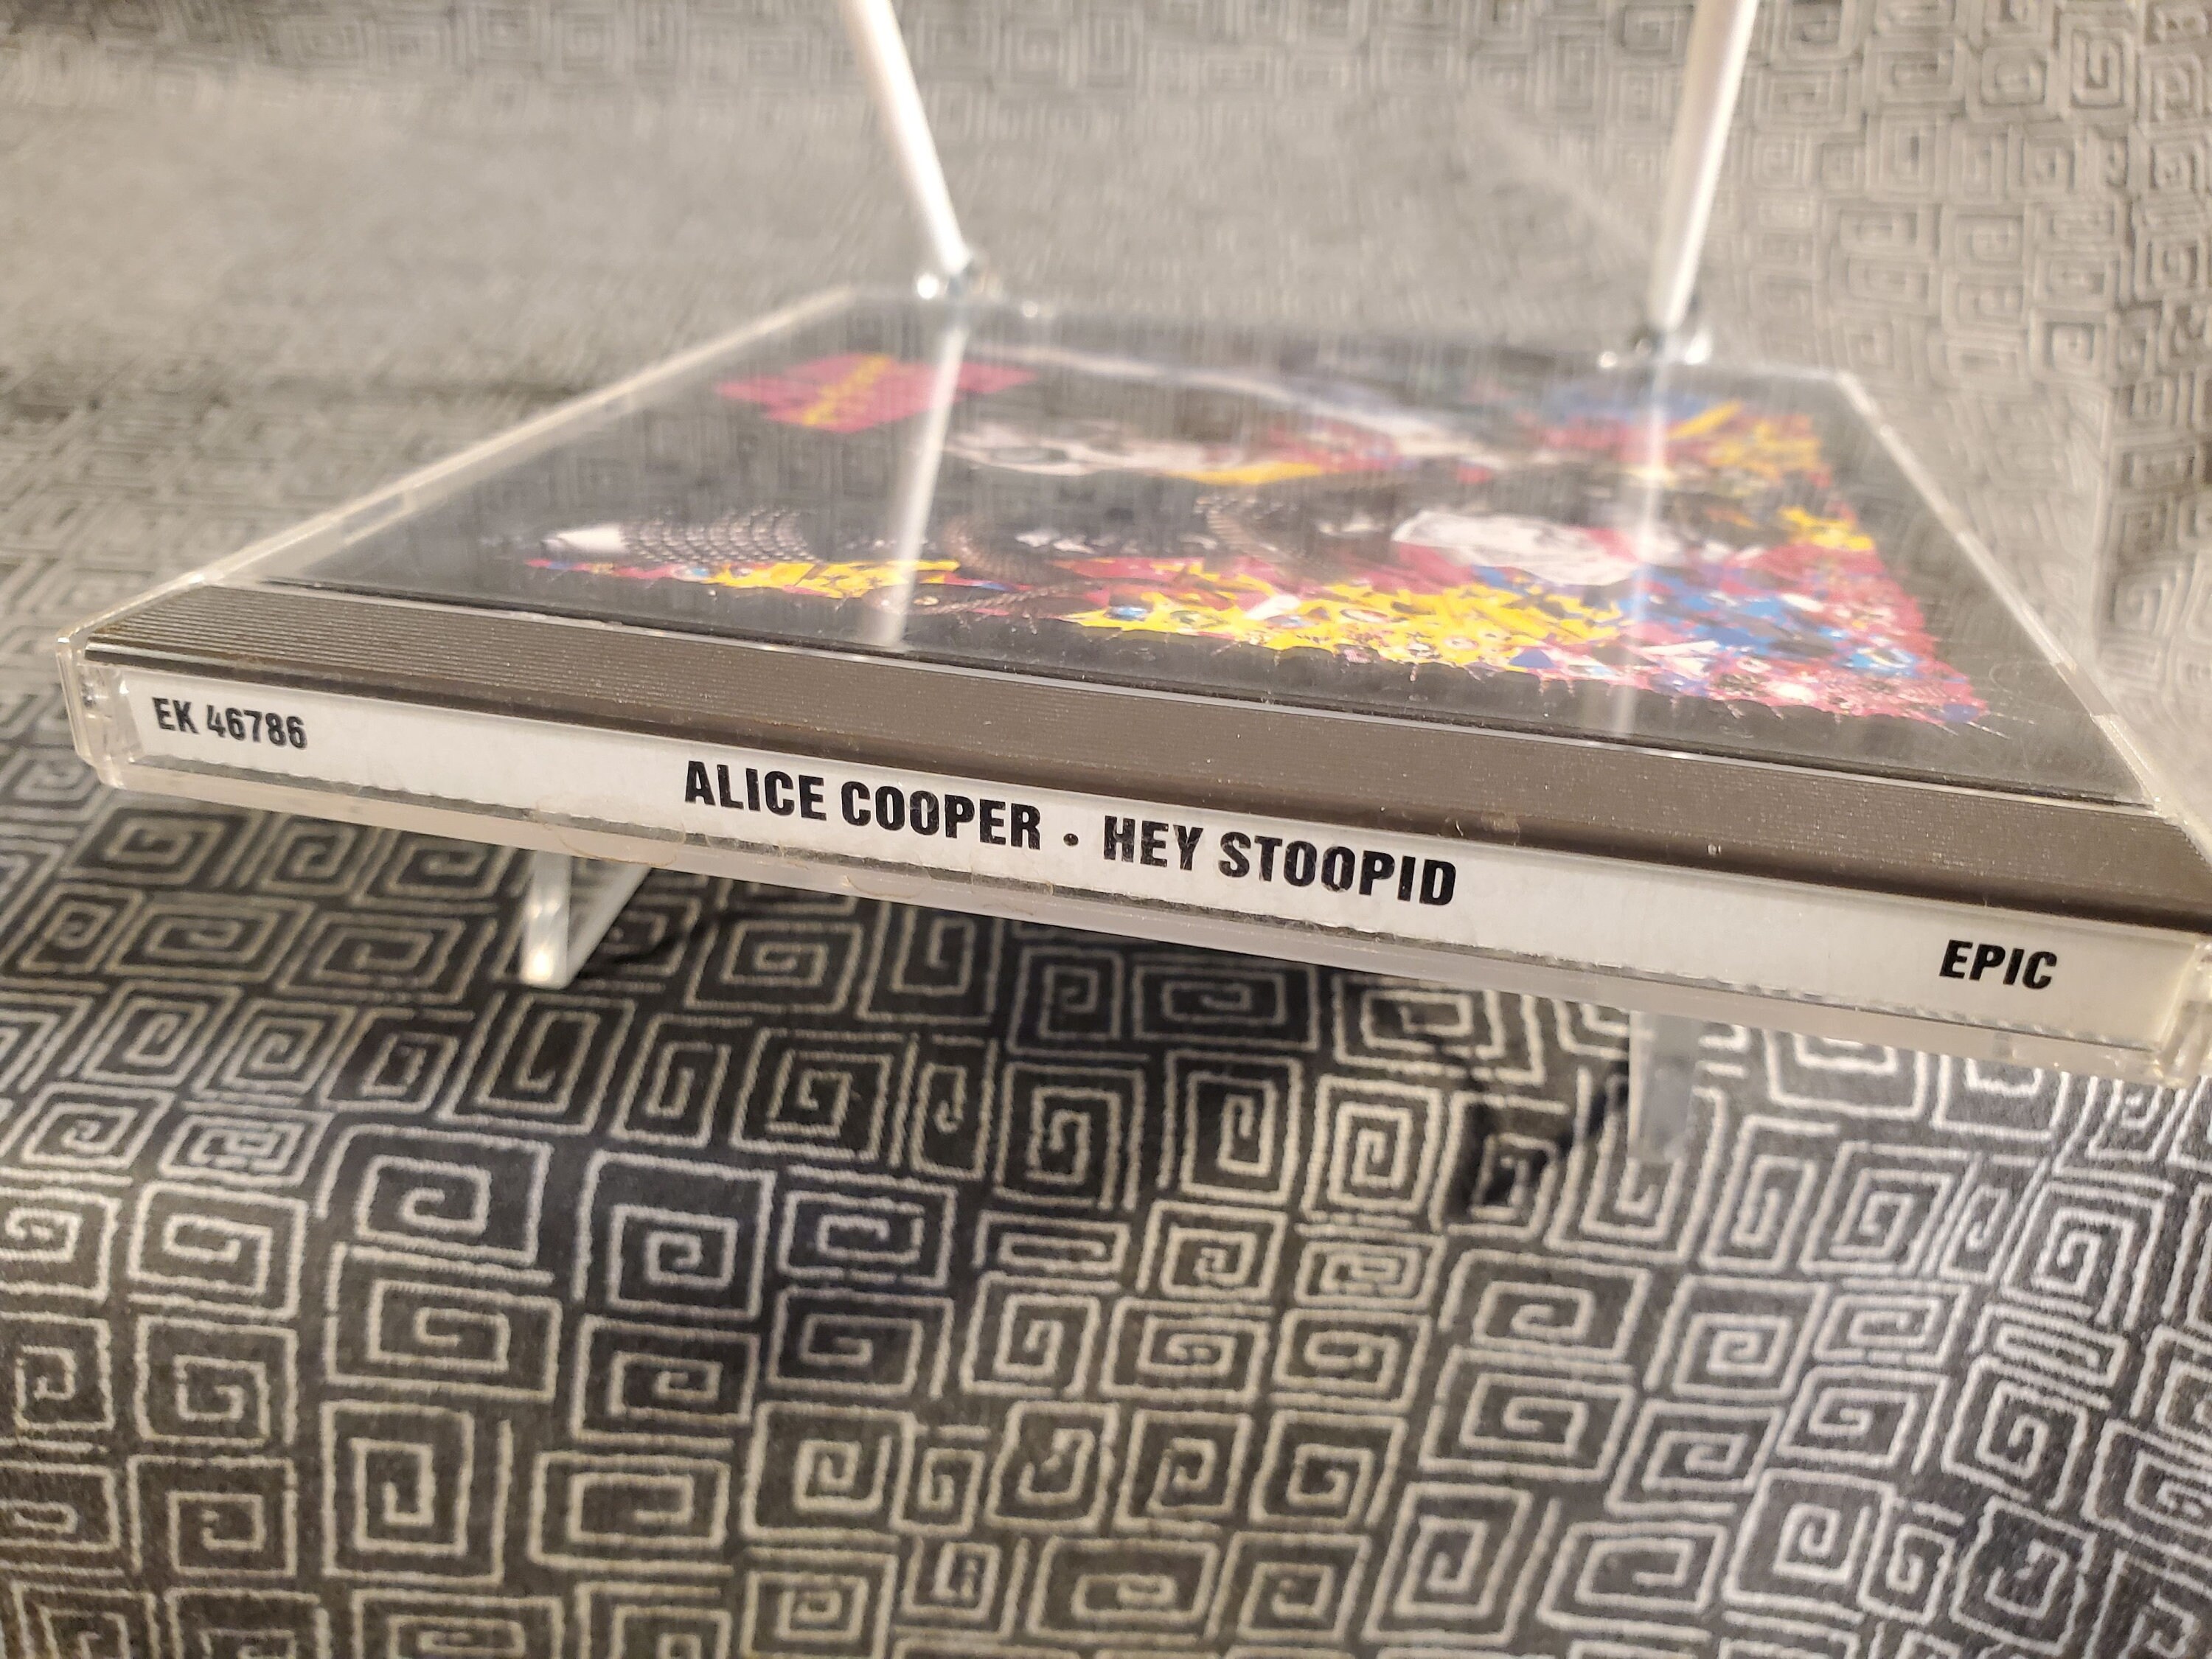 EK 46786
ALICE COOPER • HEY STOOPID
EPIC